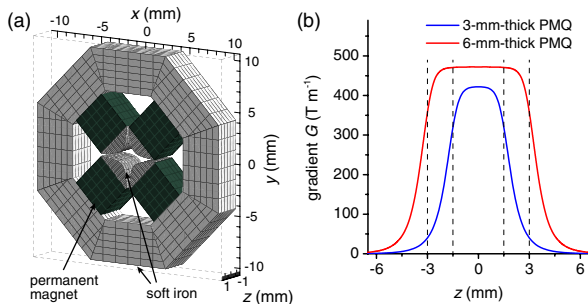 (a)
x (mm)
-10 -5 0 5 10
10
5
0
-5
-10
y (mm)
1
-1
z (mm)
permanent
magnet
soft iron
(b)
3-mm-thick PMQ
6-mm-thick PMQ
500
400
300
200
100
0
gradient G (T m⁻¹)
-6 -3 0 3 6
z (mm)